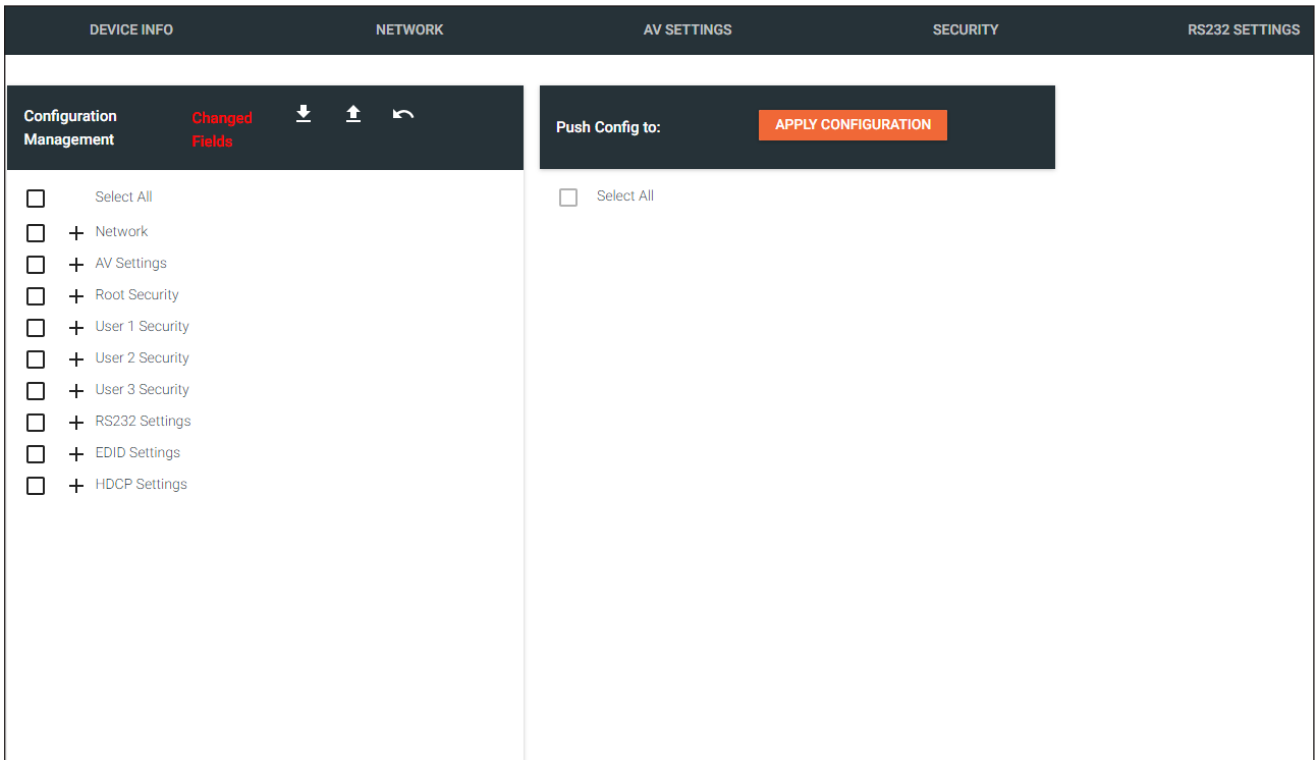 DEVICE INFO NETWORK AV SETTINGS SECURITY RS232 SETTINGS
Configuration
Management
Changed
Fields
Push Config to: APPLY CONFIGURATION
Select All
Network
AV Settings
Root Security
User 1 Security
User 2 Security
User 3 Security
RS232 Settings
EDID Settings
HDCP Settings
Select All